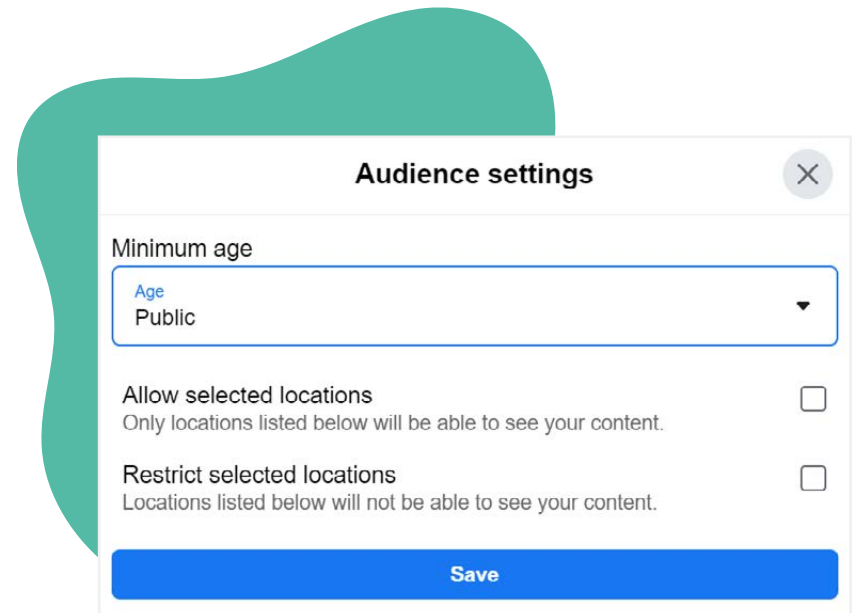 Audience settings
Minimum age
Age
Public
Allow selected locations
Only locations listed below will be able to see your content.
Restrict selected locations
Locations listed below will not be able to see your content.
Save